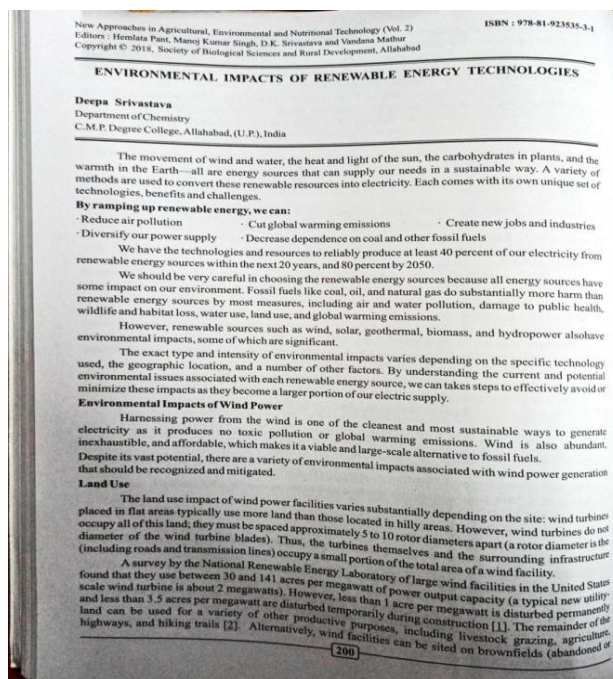 New Approaches in Agricultural, Environmental and Nutritional Technology (Vol. 2)
ISBN : 978-81-923535-3-1
Editors : Hemlata Pant, Manoj Kumar Singh, D.K. Srivastava and Vandana Mathur
Copyright © 2018, Society of Biological Sciences and Rural Development, Allahabad
ENVIRONMENTAL IMPACTS OF RENEWABLE ENERGY TECHNOLOGIES
Deepa Srivastava
Department of Chemistry
C.M.P. Degree College, Allahabad, (U.P.), India
The movement of wind and water, the heat and light of the sun, the carbohydrates in plants, and the
warmth in the Earth—all are energy sources that can supply our needs in a sustainable way. A variety of
methods are used to convert these renewable resources into electricity. Each comes with its own unique set of
technologies, benefits and challenges.
By ramping up renewable energy, we can:
· Reduce air pollution · Cut global warming emissions · Create new jobs and industries
· Diversify our power supply · Decrease dependence on coal and other fossil fuels
We have the technologies and resources to reliably produce at least 40 percent of our electricity from
renewable energy sources within the next 20 years, and 80 percent by 2050.
We should be very careful in choosing the renewable energy sources because all energy sources have
some impact on our environment. Fossil fuels like coal, oil, and natural gas do substantially more harm than
renewable energy sources by most measures, including air and water pollution, damage to public health,
wildlife and habitat loss, water use, land use, and global warming emissions.
However, renewable sources such as wind, solar, geothermal, biomass, and hydropower alsohave
environmental impacts, some of which are significant.
The exact type and intensity of environmental impacts varies depending on the specific technology
used, the geographic location, and a number of other factors. By understanding the current and potential
environmental issues associated with each renewable energy source, we can takes steps to effectively avoid or
minimize these impacts as they become a larger portion of our electric supply.
Environmental Impacts of Wind Power
Harnessing power from the wind is one of the cleanest and most sustainable ways to generate
electricity as it produces no toxic pollution or global warming emissions. Wind is also abundant,
inexhaustible, and affordable, which makes it a viable and large-scale alternative to fossil fuels.
Despite its vast potential, there are a variety of environmental impacts associated with wind power generation
that should be recognized and mitigated.
Land Use
The land use impact of wind power facilities varies substantially depending on the site: wind turbines
placed in flat areas typically use more land than those located in hilly areas. However, wind turbines do not
occupy all of this land; they must be spaced approximately 5 to 10 rotor diameters apart (a rotor diameter is the
diameter of the wind turbine blades). Thus, the turbines themselves and the surrounding infrastructure
(including roads and transmission lines) occupy a small portion of the total area of a wind facility.
A survey by the National Renewable Energy Laboratory of large wind facilities in the United States
found that they use between 30 and 141 acres per megawatt of power output capacity (a typical new utility-
scale wind turbine is about 2 megawatts). However, less than 1 acre per megawatt is disturbed permanently
and less than 3.5 acres per megawatt are disturbed temporarily during construction [1]. The remainder of the
land can be used for a variety of other productive purposes, including livestock grazing, agriculture,
highways, and hiking trails [2]. Alternatively, wind facilities can be sited on brownfields (abandoned or
200